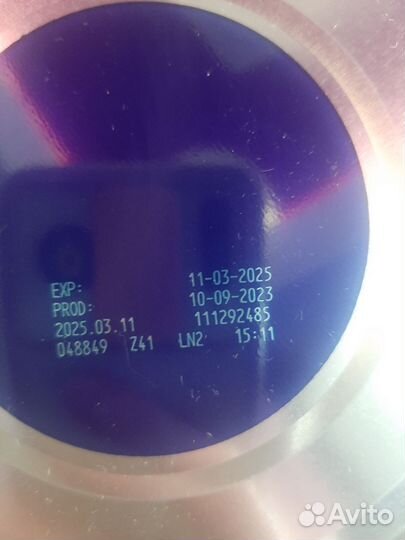 EXP: 11-03-2025
PROD: 10-09-2023
2025.03.11 111292485
048849 Z41 LN2 15:11
Avito